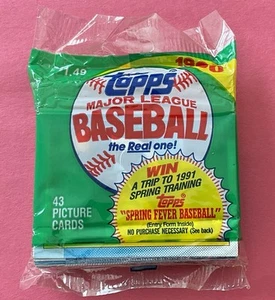 1.49
1990
Topps
MAJOR LEAGUE
BASEBALL
the Real one!
WIN
A TRIP TO 1991
SPRING TRAINING
Topps
"SPRING FEVER BASEBALL"
(Entry Form Inside)
NO PURCHASE NECESSARY (See back)
43
PICTURE
CARDS